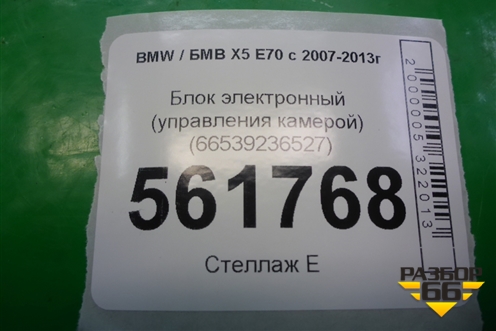 BMW / БМВ X5 E70 с 2007-2013г
Блок электронный
(управления камерой)
(66539236527)
561768
Стеллаж Е
2000005322013
РАЗБОР
66